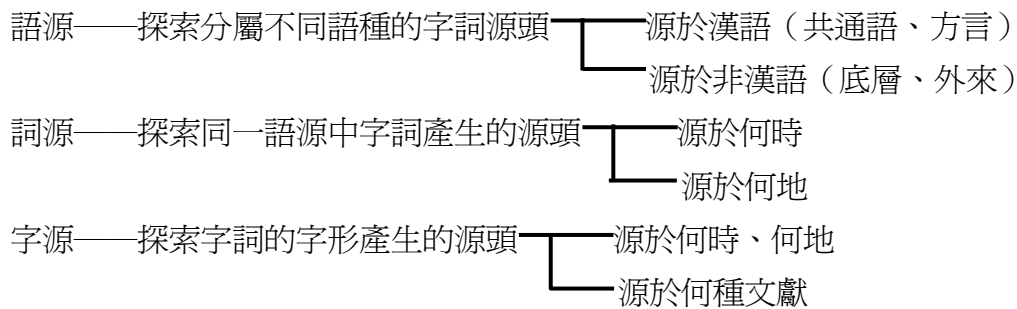 語源——探索分屬不同語種的字詞源頭 源於漢語（共通語、方言）
源於非漢語（底層、外來）
詞源——探索同一語源中字詞產生的源頭 源於何時
源於何地
字源——探索字詞的字形產生的源頭 源於何時、何地
源於何種文獻